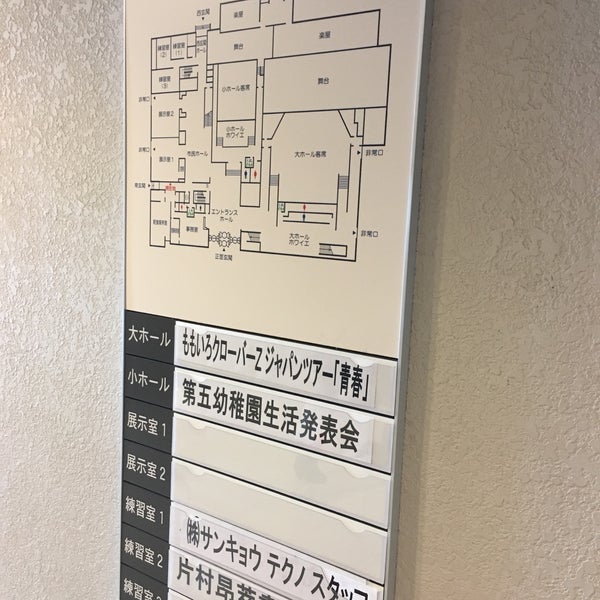 西玄関
楽屋
練習室
(2)
練習室
(1)
舞台
楽屋
練習室
(3)
非常口
小ホール客席
舞台
展示室2
小ホール
ホワイエ
非常口
市民ホール
大ホール客席
非常口
展示室1
南玄関
エントランス
ホール
事務室
正面玄関
大ホール
ホワイエ
非常口
大ホール ももいろクローバーZ ジャパンツアー「青春」
小ホール 第五幼稚園生活発表会
展示室1
展示室2
練習室1 ㈱サンキョウ テクノ スタッフ
練習室2 片村